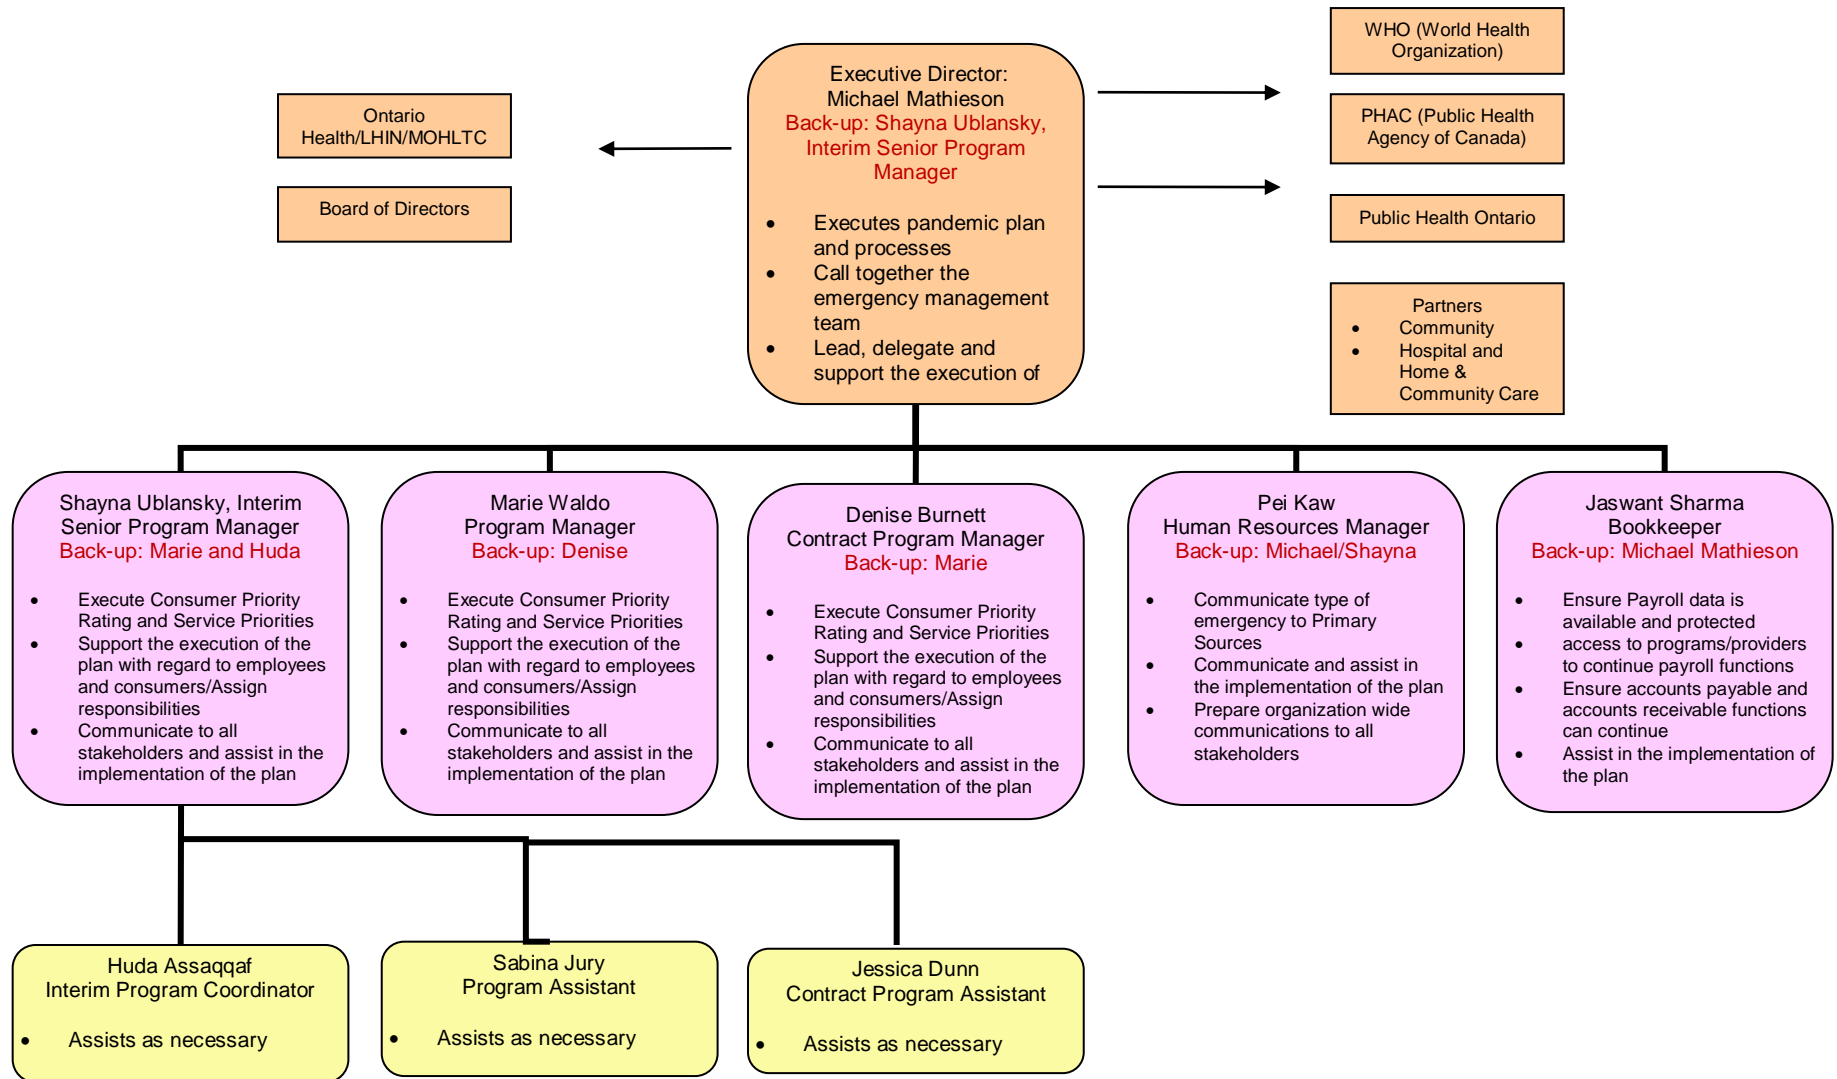 WHO (World Health
Organization)
Executive Director:
Michael Mathieson
Back-up: Shayna Ublansky,
Interim Senior Program
Manager
• Executes pandemic plan
and processes
• Call together the
emergency management
team
• Lead, delegate and
support the execution of
Ontario
Health/LHIN/MOHLTC
Board of Directors
PHAC (Public Health
Agency of Canada)
Public Health Ontario
Partners
• Community
• Hospital and
Home &
Community Care
Shayna Ublansky, Interim
Senior Program Manager
Back-up: Marie and Huda
• Execute Consumer Priority
Rating and Service Priorities
• Support the execution of the
plan with regard to employees
and consumers/Assign
responsibilities
• Communicate to all
stakeholders and assist in the
implementation of the plan
Marie Waldo
Program Manager
Back-up: Denise
• Execute Consumer Priority
Rating and Service Priorities
• Support the execution of the
plan with regard to employees
and consumers/Assign
responsibilities
• Communicate to all
stakeholders and assist in the
implementation of the plan
Denise Burnett
Contract Program Manager
Back-up: Marie
• Execute Consumer Priority
Rating and Service Priorities
• Support the execution of the
plan with regard to employees
and consumers/Assign
responsibilities
• Communicate to all
stakeholders and assist in the
implementation of the plan
Pei Kaw
Human Resources Manager
Back-up: Michael/Shayna
• Communicate type of
emergency to Primary
Sources
• Communicate and assist in
the implementation of the plan
• Prepare organization wide
communications to all
stakeholders
Jaswant Sharma
Bookkeeper
Back-up: Michael Mathieson
• Ensure Payroll data is
available and protected
• access to programs/providers
to continue payroll functions
• Ensure accounts payable and
accounts receivable functions
can continue
• Assist in the implementation of
the plan
Huda Assaqqaf
Interim Program Coordinator
• Assists as necessary
Sabina Jury
Program Assistant
• Assists as necessary
Jessica Dunn
Contract Program Assistant
• Assists as necessary